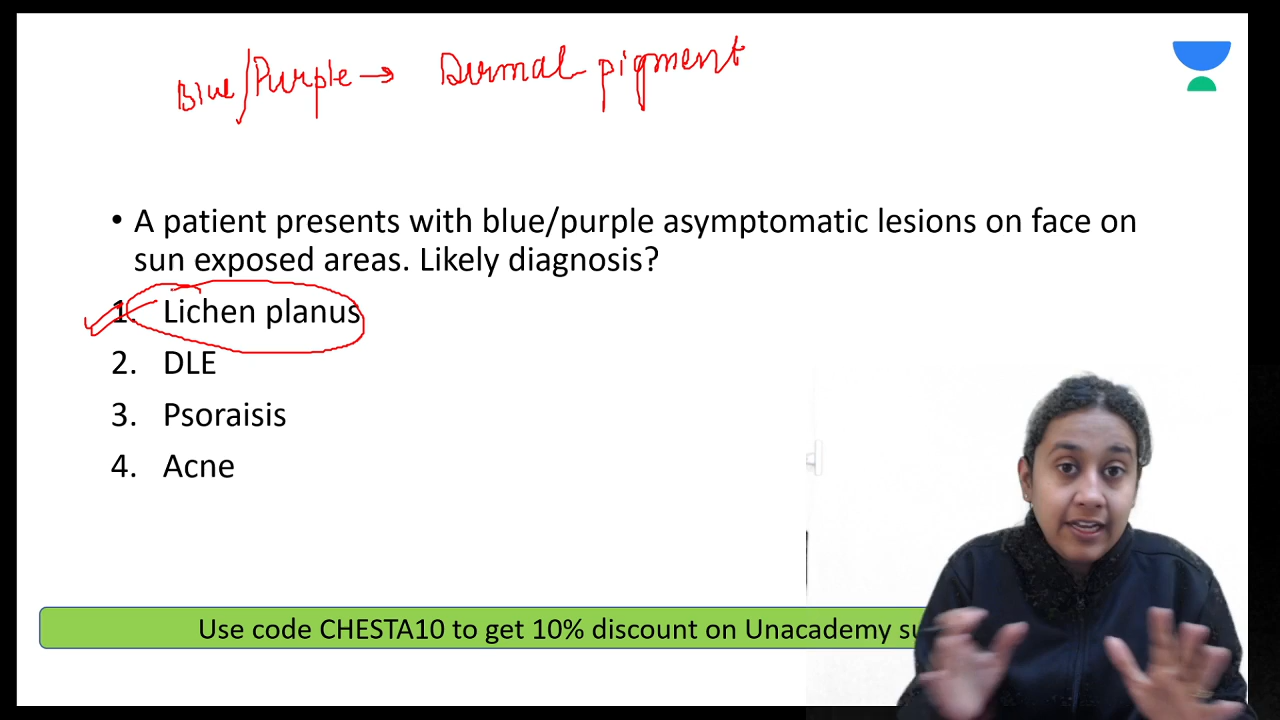 Blue/Purple → Dermal pigment
• A patient presents with blue/purple asymptomatic lesions on face on
sun exposed areas. Likely diagnosis?
1. Lichen planus
2. DLE
3. Psoraisis
4. Acne
Use code CHESTA10 to get 10% discount on Unacademy su